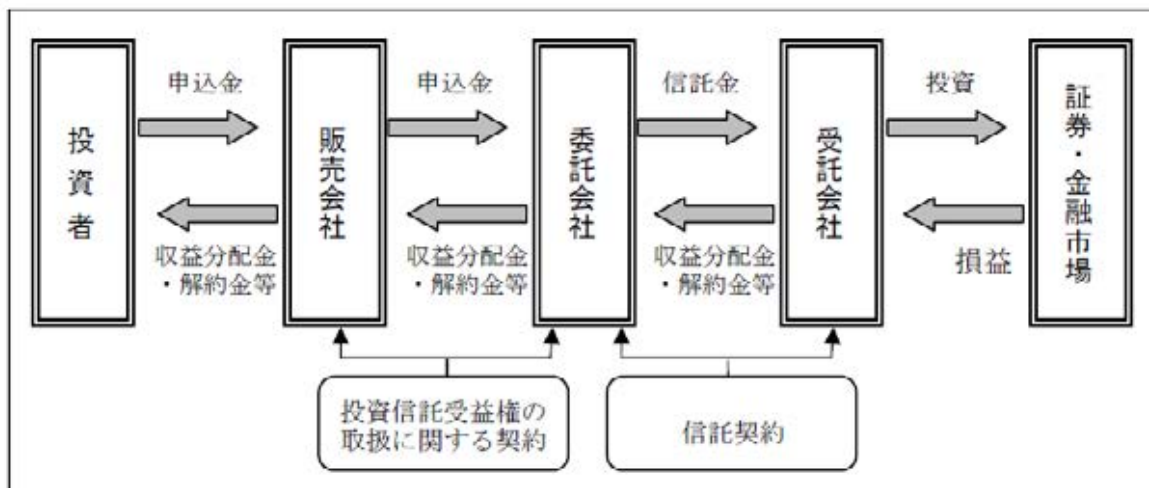 投資者
申込金
収益分配金
・解約金等
販売会社
申込金
収益分配金
・解約金等
委託会社
信託金
収益分配金
・解約金等
受託会社
投資
損益
証券・金融市場
投資信託受益権の
取扱に関する契約
信託契約